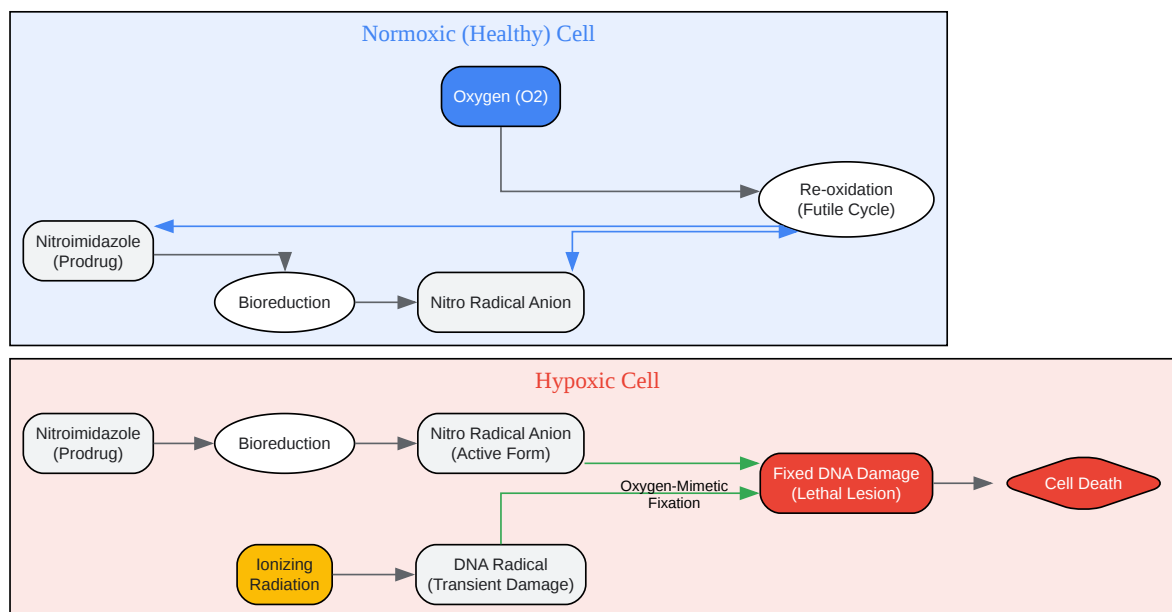 Normoxic (Healthy) Cell
Oxygen (O2)
Re-oxidation
(Futile Cycle)
Nitroimidazole
(Prodrug)
Bioreduction
Nitro Radical Anion
Hypoxic Cell
Nitroimidazole
(Prodrug)
Bioreduction
Nitro Radical Anion
(Active Form)
Fixed DNA Damage
(Lethal Lesion)
Cell Death
Oxygen-Mimetic
Fixation
Ionizing
Radiation
DNA Radical
(Transient Damage)